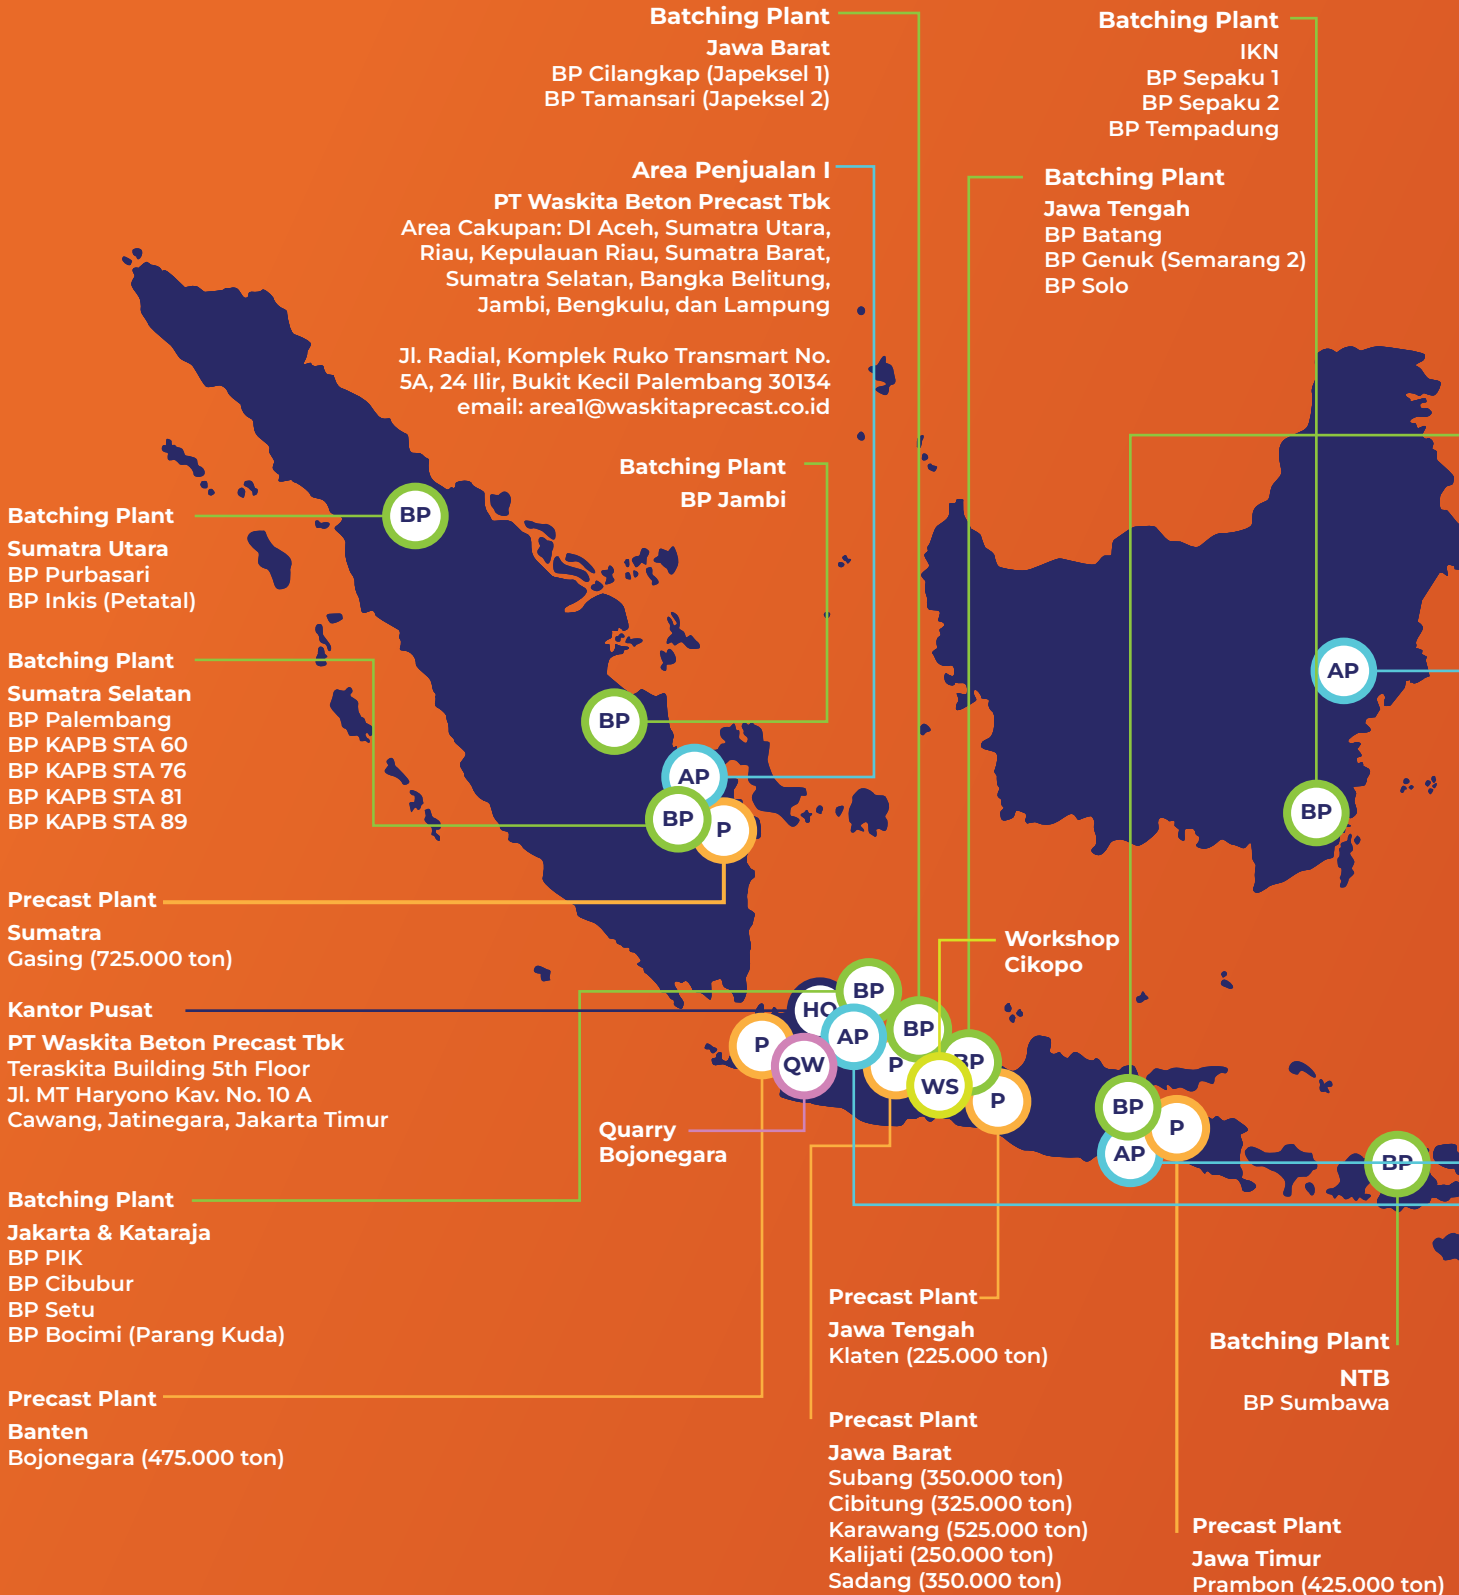 Batching Plant
Jawa Barat
BP Cilangkap (Japeksel 1)
BP Tamansari (Japeksel 2)
Batching Plant
IKN
BP Sepaku 1
BP Sepaku 2
BP Tempadung
Area Penjualan I
PT Waskita Beton Precast Tbk
Area Cakupan: DI Aceh, Sumatra Utara,
Riau, Kepulauan Riau, Sumatra Barat,
Sumatra Selatan, Bangka Belitung,
Jambi, Bengkulu, dan Lampung
Jl. Radial, Komplek Ruko Transmart No.
5A, 24 Ilir, Bukit Kecil Palembang 30134
email: area1@waskitaprecast.co.id
Batching Plant
Jawa Tengah
BP Batang
BP Genuk (Semarang 2)
BP Solo
Batching Plant
BP Jambi
Batching Plant
Sumatra Utara
BP Purbasari
BP Inkis (Petatal)
BP
Batching Plant
Sumatra Selatan
BP Palembang
BP KAPB STA 60
BP KAPB STA 76
BP KAPB STA 81
BP KAPB STA 89
BP
AP
BP
P
AP
BP
Precast Plant
Sumatra
Gasing (725.000 ton)
Workshop
Cikopo
Kantor Pusat
PT Waskita Beton Precast Tbk
Teraskita Building 5th Floor
Jl. MT Haryono Kav. No. 10 A
Cawang, Jatinegara, Jakarta Timur
HO
BP
BP
AP
P
QW
P
WS
BP
P
BP
P
AP
BP
Quarry
Bojonegara
Batching Plant
Jakarta & Kataraja
BP PIK
BP Cibubur
BP Setu
BP Bocimi (Parang Kuda)
Precast Plant
Banten
Bojonegara (475.000 ton)
Precast Plant
Jawa Tengah
Klaten (225.000 ton)
Precast Plant
Jawa Barat
Subang (350.000 ton)
Cibitung (325.000 ton)
Karawang (525.000 ton)
Kalijati (250.000 ton)
Sadang (350.000 ton)
Batching Plant
NTB
BP Sumbawa
Precast Plant
Jawa Timur
Prambon (425.000 ton)